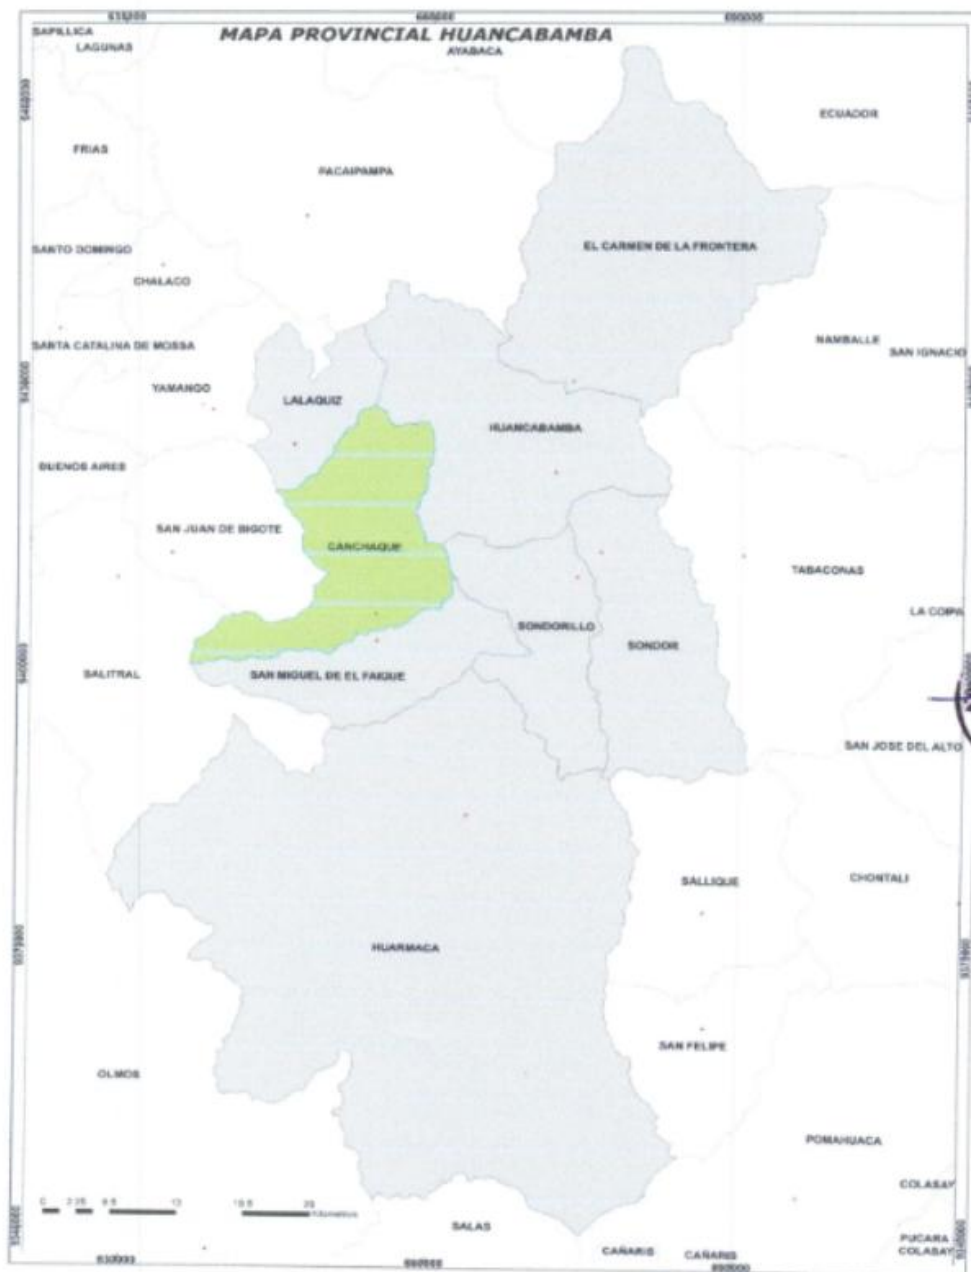 660000
MAPA PROVINCIAL HUANCABAMBA
SAPILLICA
LAGUNAS
AYABACA
ECUADOR
FRIAS
PACAIPAMPA
SANTO DOMINGO
EL CARMEN DE LA FRONTERA
CHALACO
SANTA CATALINA DE MOSSA
NAMBALLE
SAN IGNACIO
YAMANGO
LALAQUIZ
HUANCABAMBA
BUENOS AIRES
SAN JUAN DE BIGOTE
CANCHAQUE
TABACONAS
LA COIPA
SONDORILLO
SONDOR
SALITRAL
SAN MIGUEL DE EL FAIQUE
SAN JOSE DEL ALTO
SALLIQUE
CHONTALI
HUARMACA
SAN FELIPE
OLMOS
POMAHUACA
COLASAY
SALAS
CAÑARIS
CAÑARIS
PUCARA
COLASAY